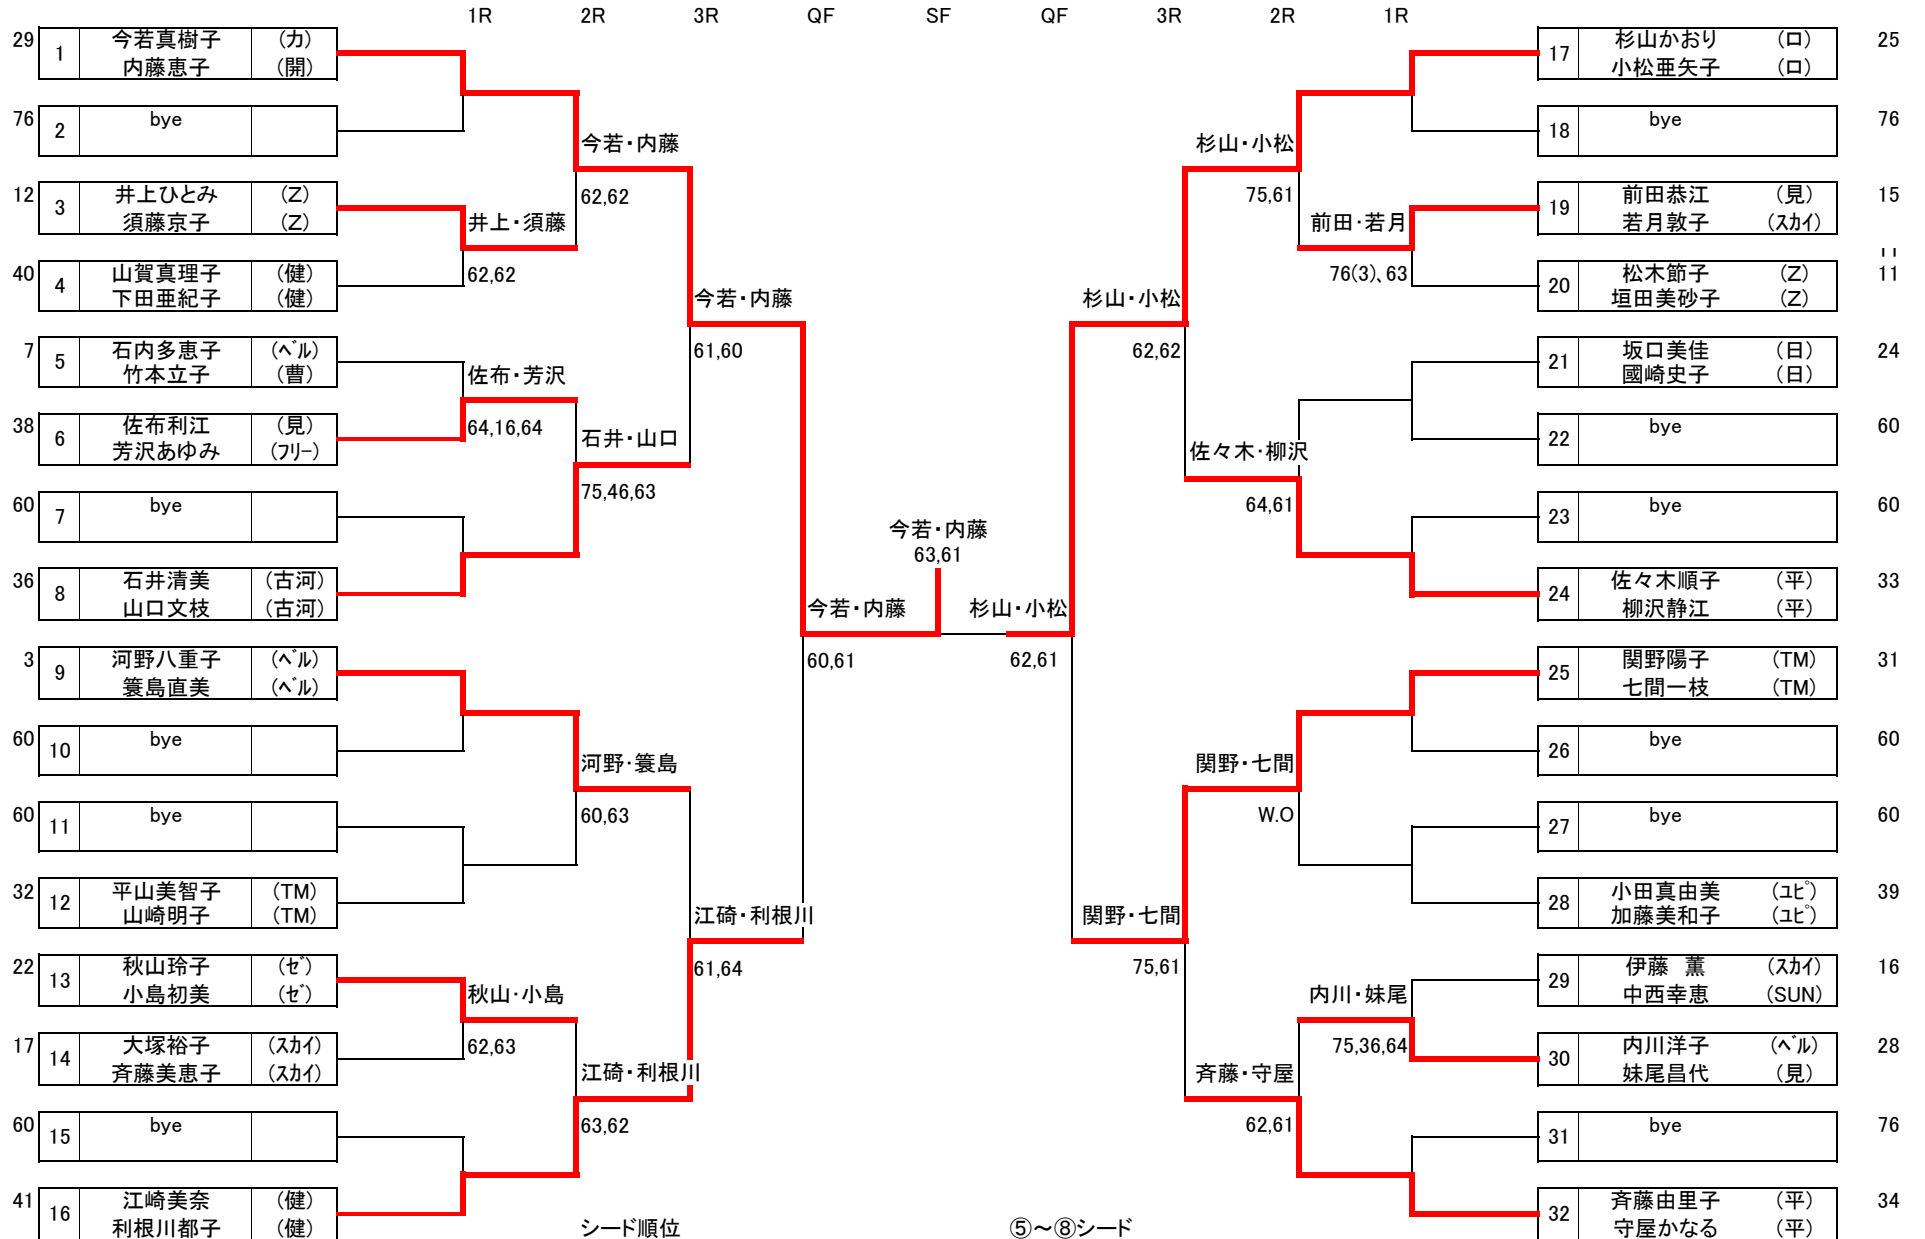 1R 2R 3R QF SF QF 3R 2R 1R
29 1 今若真樹子 (カ)
内藤恵子 (開)
76 2 bye
12 3 井上ひとみ (Z)
須藤京子 (Z)
40 4 山賀真理子 (健)
下田亜紀子 (健)
7 5 石内多恵子 (ベル)
竹本立子 (曹)
38 6 佐布利江 (見)
芳沢あゆみ (フリー)
60 7 bye
36 8 石井清美 (古河)
山口文枝 (古河)
3 9 河野八重子 (ベル)
簑島直美 (ベル)
60 10 bye
60 11 bye
32 12 平山美智子 (TM)
山崎明子 (TM)
22 13 秋山玲子 (ゼ)
小島初美 (ゼ)
17 14 大塚裕子 (スカイ)
斉藤美恵子 (スカイ)
60 15 bye
41 16 江崎美奈 (健)
利根川都子 (健)
井上・須藤
62,62
佐布・芳沢
64,16,64
秋山・小島
62,63
今若・内藤
62,62
石井・山口
75,46,63
河野・簑島
60,63
江碕・利根川
63,62
今若・内藤
61,60
江碕・利根川
61,64
今若・内藤
60,61
今若・内藤
63,61
杉山・小松
62,61
杉山・小松
62,62
関野・七間
75,61
杉山・小松
75,61
佐々木・柳沢
64,61
関野・七間
W.O
斉藤・守屋
62,61
前田・若月
76(3)、63
内川・妹尾
75,36,64
17 杉山かおり (ロ) 25
小松亜矢子 (ロ)
18 bye 76
19 前田恭江 (見) 15
若月敦子 (スカイ)
11
20 松木節子 (Z) 11
垣田美砂子 (Z)
21 坂口美佳 (日) 24
國崎史子 (日)
22 bye 60
23 bye 60
24 佐々木順子 (平) 33
柳沢静江 (平)
25 関野陽子 (TM) 31
七間一枝 (TM)
26 bye 60
27 bye 60
28 小田真由美 (ユピ) 39
加藤美和子 (ユピ)
29 伊藤　薫 (スカイ) 16
中西幸恵 (SUN)
30 内川洋子 (ベル) 28
妹尾昌代 (見)
31 bye 76
32 斉藤由里子 (平) 34
守屋かなる (平)
シード順位 ⑤～⑧シード